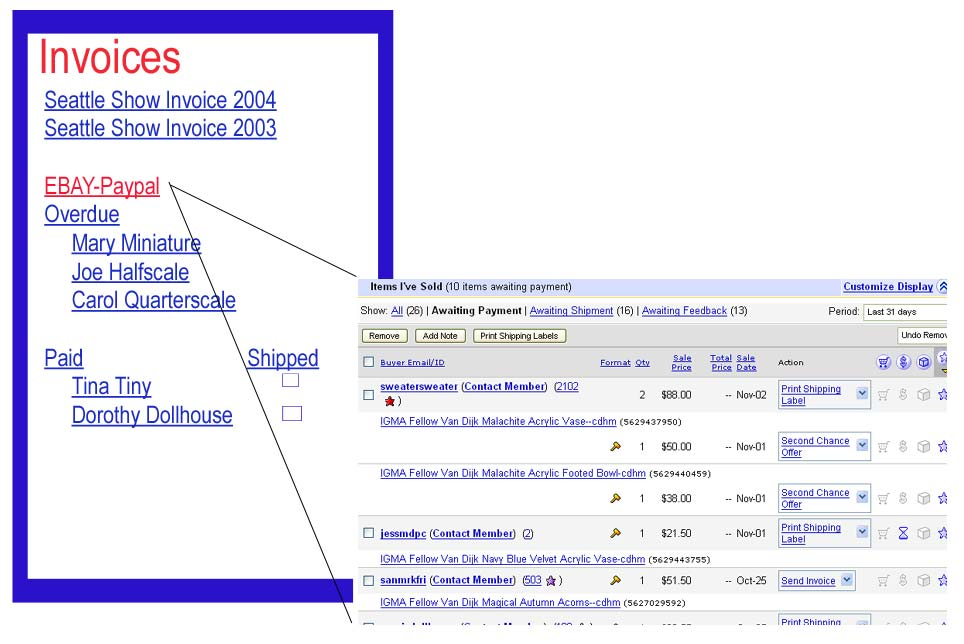 Invoices
Seattle Show Invoice 2004
Seattle Show Invoice 2003
EBAY-Paypal
Overdue
Mary Miniature
Joe Halfscale
Carol Quarterscale
Paid Shipped
Tina Tiny
Dorothy Dollhouse
Items I've Sold (10 items awaiting payment) Customize Display
Show: All (26) | Awaiting Payment | Awaiting Shipment (16) | Awaiting Feedback (13) Period: Last 31 days
Remove Add Note Print Shipping Labels Undo Remov
Buyer Email/ID Format Qty Sale Price Total Price Sale Date Action
sweatersweater (Contact Member) (2102 ) 2 $88.00 -- Nov-02 Print Shipping Label
IGMA Fellow Van Dijk Malachite Acrylic Vase--cdhm (5629437950)
1 $50.00 -- Nov-01 Second Chance Offer
IGMA Fellow Van Dijk Malachite Acrylic Footed Bowl-cdhm (5629440459)
1 $38.00 -- Nov-01 Second Chance Offer
jessmdpc (Contact Member) (2) 1 $21.50 -- Nov-01 Print Shipping Label
IGMA Fellow Van Dijk Navy Blue Velvet Acrylic Vase-cdhm (5629443755)
sanmrkfri (Contact Member) (503 ) 1 $51.50 -- Oct-25 Send Invoice
IGMA Fellow Van Dijk Magical Autumn Acorns--cdhm (5627029592)
Print Shipping